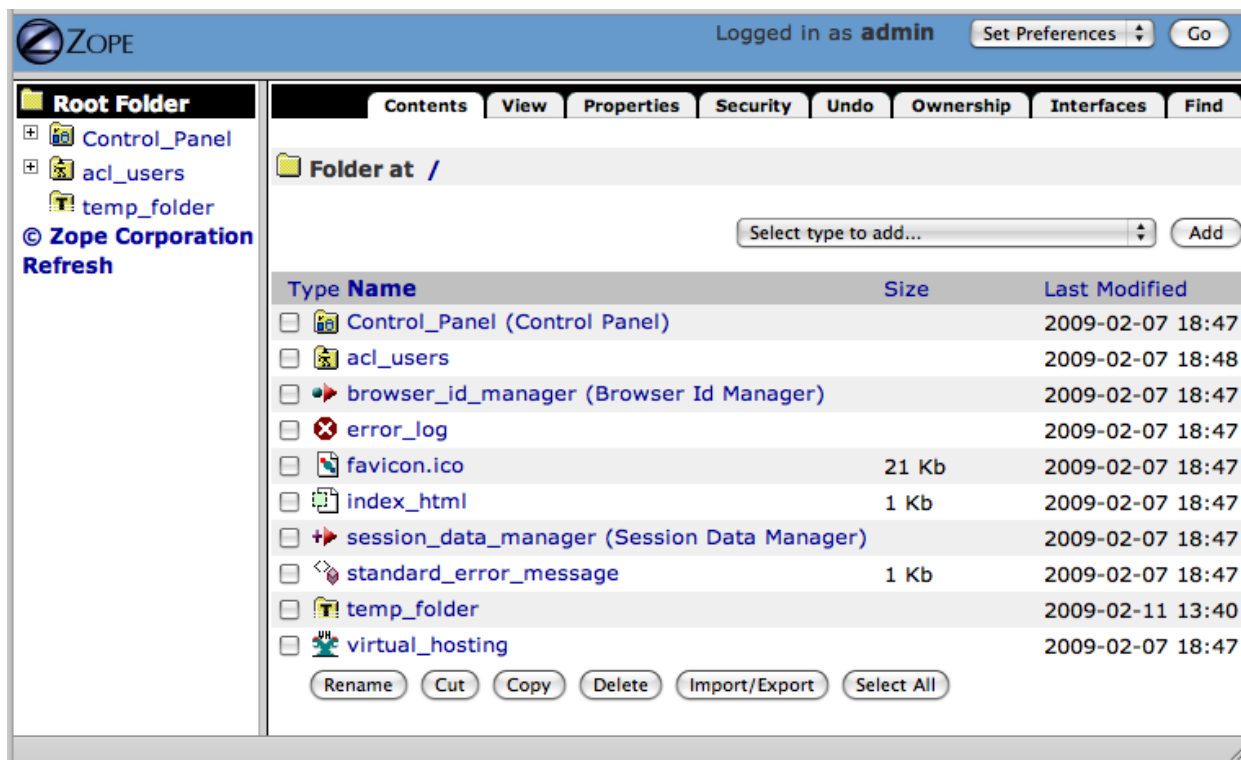 ZOPE
Logged in as admin
Set Preferences
Go
Root Folder
Control_Panel
acl_users
temp_folder
© Zope Corporation
Refresh
Contents View Properties Security Undo Ownership Interfaces Find
Folder at /
Select type to add...
Add
Type Name Size Last Modified
Control_Panel (Control Panel) 2009-02-07 18:47
acl_users 2009-02-07 18:48
browser_id_manager (Browser Id Manager) 2009-02-07 18:47
error_log 2009-02-07 18:47
favicon.ico 21 Kb 2009-02-07 18:47
index_html 1 Kb 2009-02-07 18:47
session_data_manager (Session Data Manager) 2009-02-07 18:47
standard_error_message 1 Kb 2009-02-07 18:47
temp_folder 2009-02-11 13:40
virtual_hosting 2009-02-07 18:47
Rename Cut Copy Delete Import/Export Select All